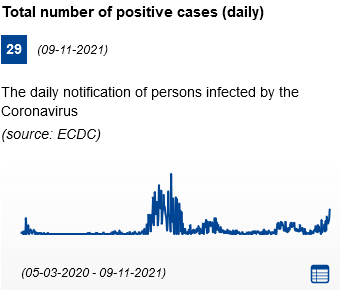 Total number of positive cases (daily)
29 (09-11-2021)
The daily notification of persons infected by the
Coronavirus
(source: ECDC)
(05-03-2020 - 09-11-2021)